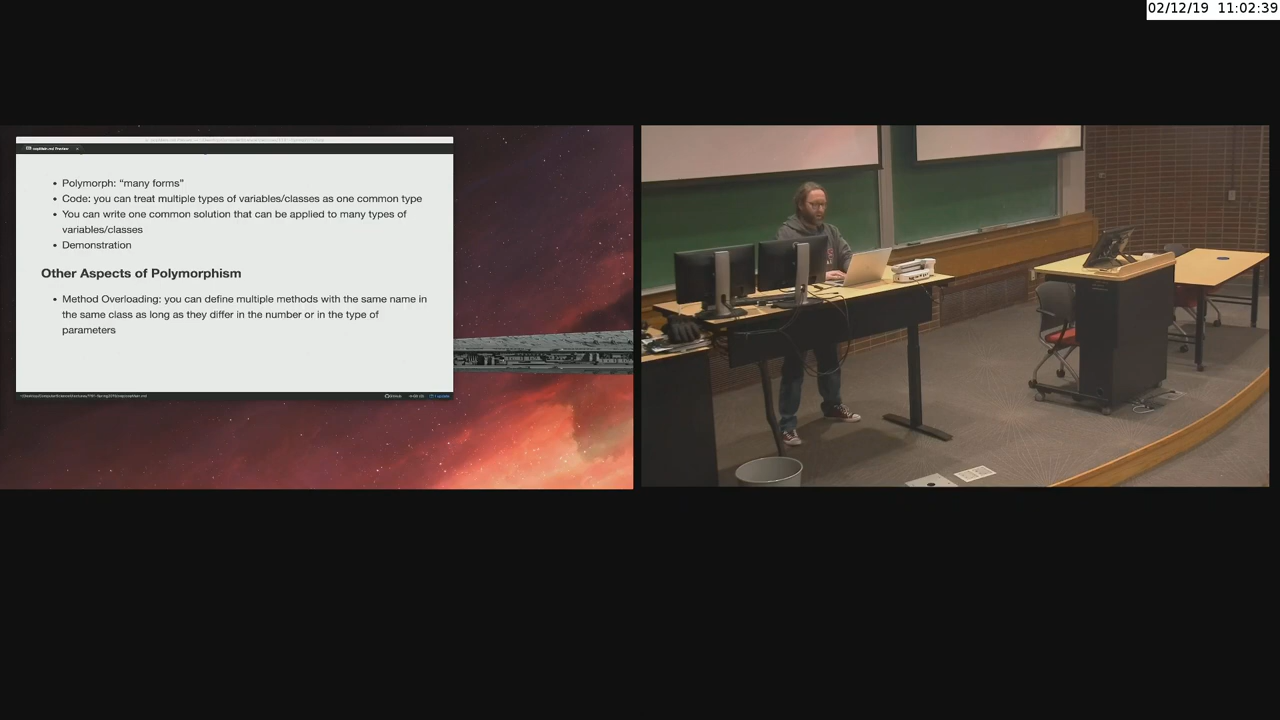 02/12/19 11:02:39
Polymorph: “many forms”
Code: you can treat multiple types of variables/classes as one common type
You can write one common solution that can be applied to many types of
variables/classes
Demonstration
Other Aspects of Polymorphism
Method Overloading: you can define multiple methods with the same name in
the same class as long as they differ in the number or in the type of
parameters